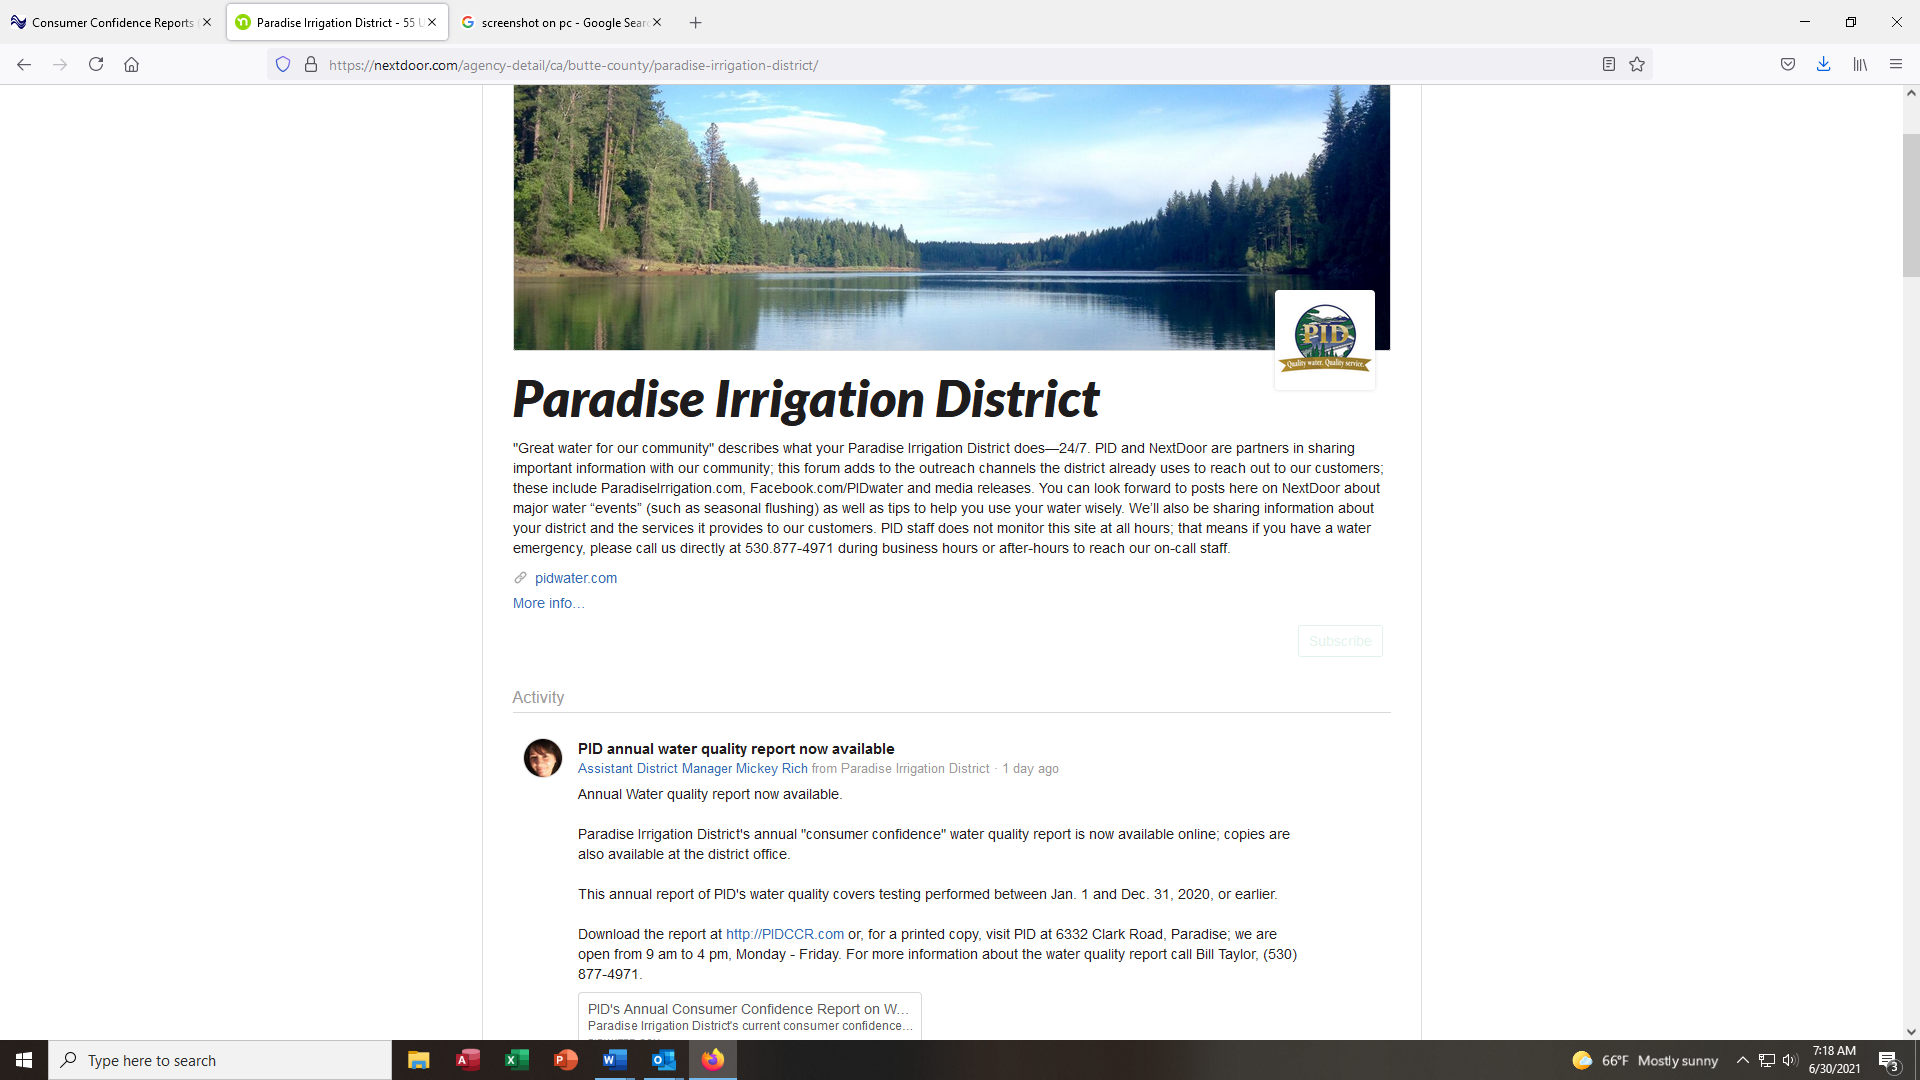 Consumer Confidence Reports
Paradise Irrigation District - 55 U
screenshot on pc - Google Sear
https://nextdoor.com/agency-detail/ca/butte-county/paradise-irrigation-district/
PID
Quality water. Quality service.
Paradise Irrigation District
"Great water for our community" describes what your Paradise Irrigation District does—24/7. PID and NextDoor are partners in sharing
important information with our community; this forum adds to the outreach channels the district already uses to reach out to our customers;
these include ParadiseIrrigation.com, Facebook.com/PIDwater and media releases. You can look forward to posts here on NextDoor about
major water “events” (such as seasonal flushing) as well as tips to help you use your water wisely. We’ll also be sharing information about
your district and the services it provides to our customers. PID staff does not monitor this site at all hours; that means if you have a water
emergency, please call us directly at 530.877-4971 during business hours or after-hours to reach our on-call staff.
pidwater.com
More info…
Subscribe
Activity
PID annual water quality report now available
Assistant District Manager Mickey Rich from Paradise Irrigation District · 1 day ago
Annual Water quality report now available.
Paradise Irrigation District's annual "consumer confidence" water quality report is now available online; copies are
also available at the district office.
This annual report of PID's water quality covers testing performed between Jan. 1 and Dec. 31, 2020, or earlier.
Download the report at http://PIDCCR.com or, for a printed copy, visit PID at 6332 Clark Road, Paradise; we are
open from 9 am to 4 pm, Monday - Friday. For more information about the water quality report call Bill Taylor, (530)
877-4971.
PID's Annual Consumer Confidence Report on W...
Paradise Irrigation District's current consumer confidence...
Type here to search
66°F Mostly sunny
7:18 AM
6/30/2021
3